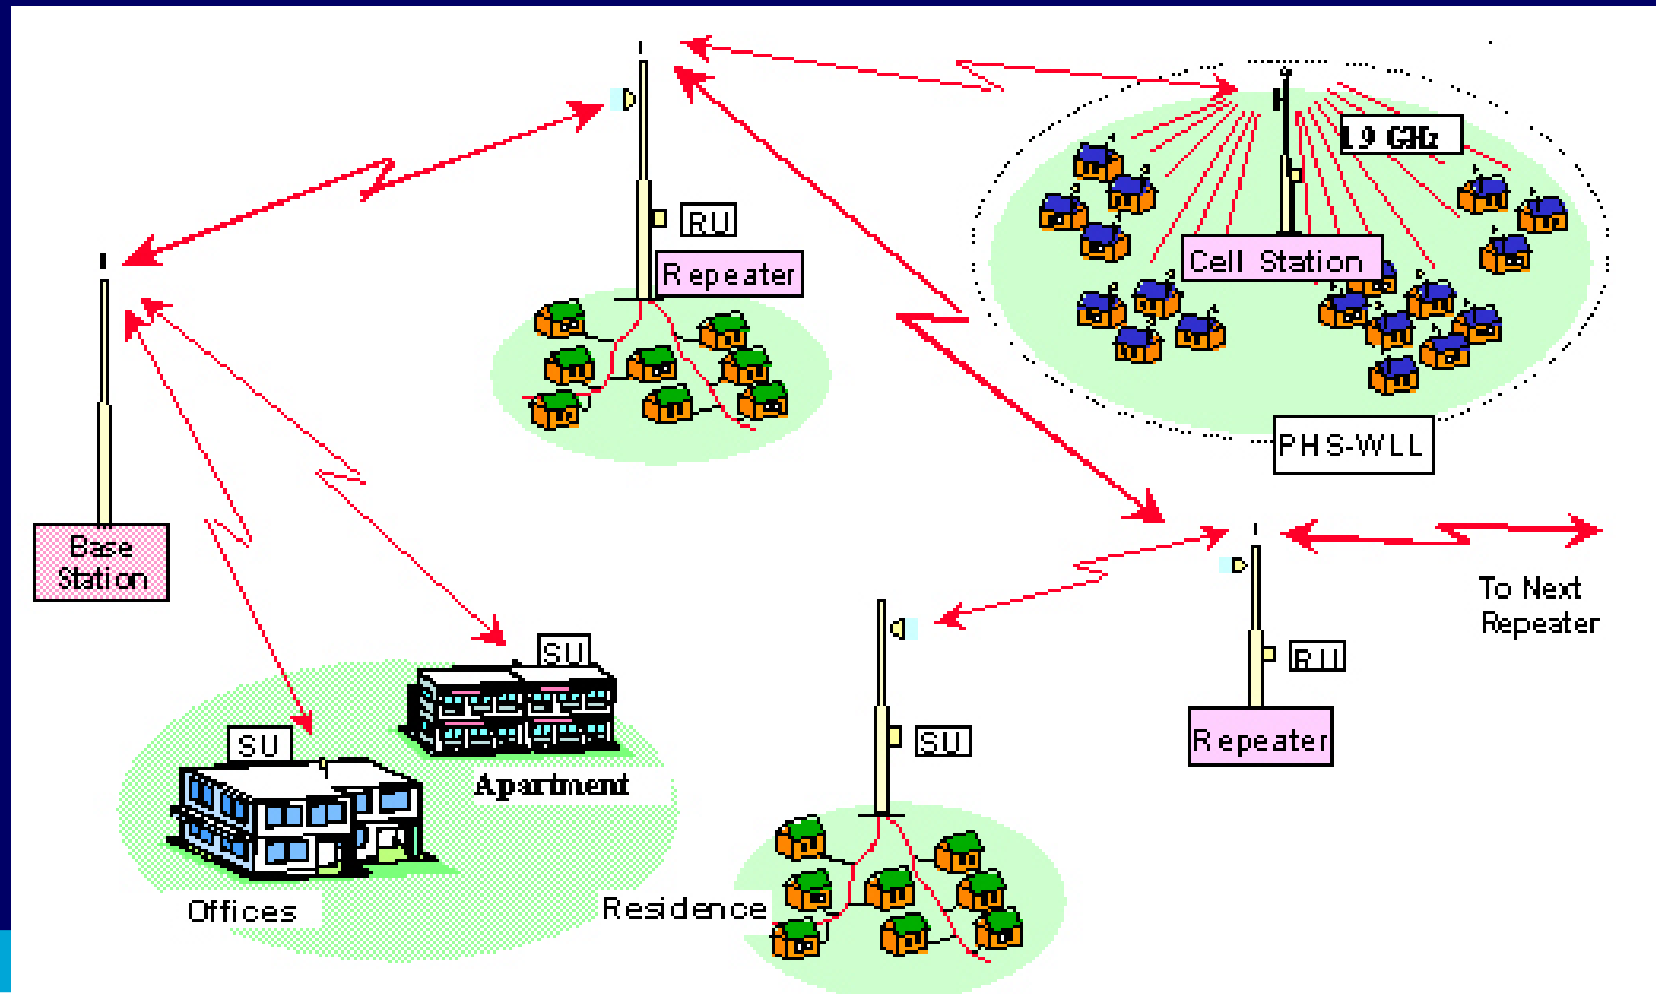 1.9 GHz
RU
Repeater
Cell Station
PHS-WLL
Base
Station
To Next
Repeater
SU
RU
SU
SU
Repeater
Apartment
Offices
Residence